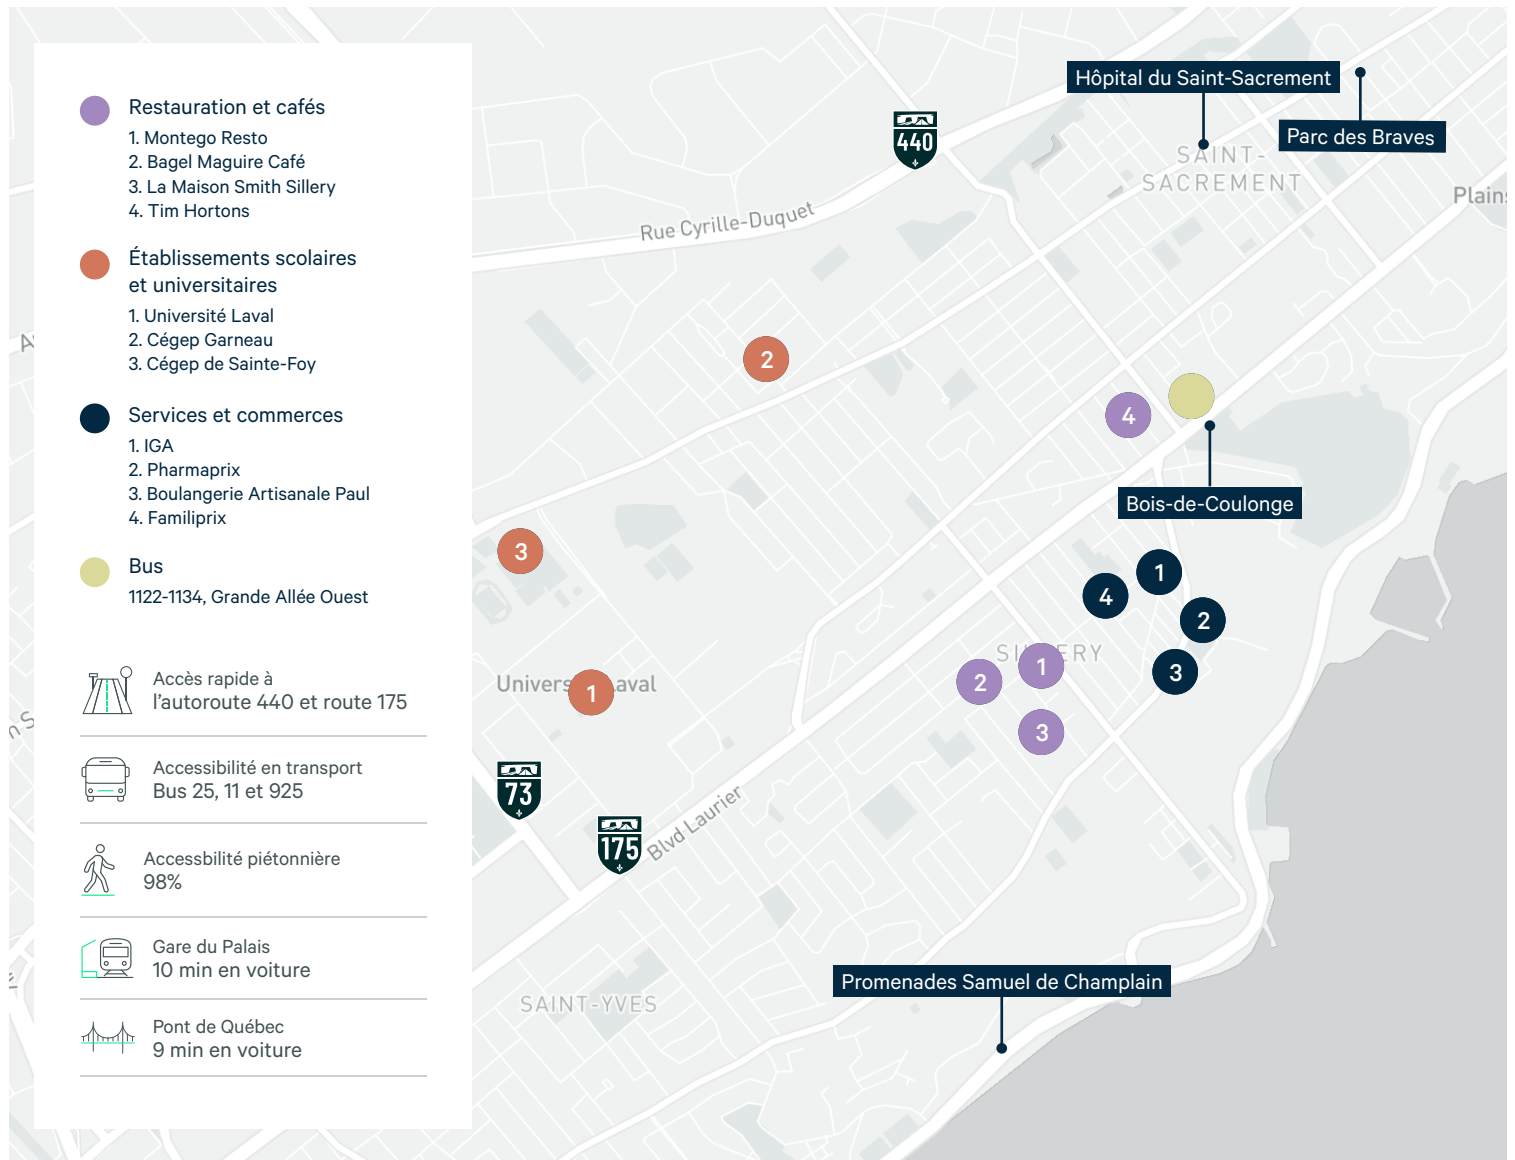 Restauration et cafés
1. Montego Resto
2. Bagel Maguire Café
3. La Maison Smith Sillery
4. Tim Hortons
Établissements scolaires
et universitaires
1. Université Laval
2. Cégep Garneau
3. Cégep de Sainte-Foy
Services et commerces
1. IGA
2. Pharmaprix
3. Boulangerie Artisanale Paul
4. Familiprix
Bus
1122-1134, Grande Allée Ouest
Accès rapide à
l’autoroute 440 et route 175
Accessibilité en transport
Bus 25, 11 et 925
Accessbilité piétonnière
98%
Gare du Palais
10 min en voiture
Pont de Québec
9 min en voiture
Hôpital du Saint-Sacrement
Parc des Braves
440
SAINT-
SACREMENT
Plains
Rue Cyrille-Duquet
2
4
Bois-de-Coulonge
3
1
4
2
SILLERY
1
2
3
3
1
73
175
Blvd Laurier
Promenades Samuel de Champlain
SAINT-YVES